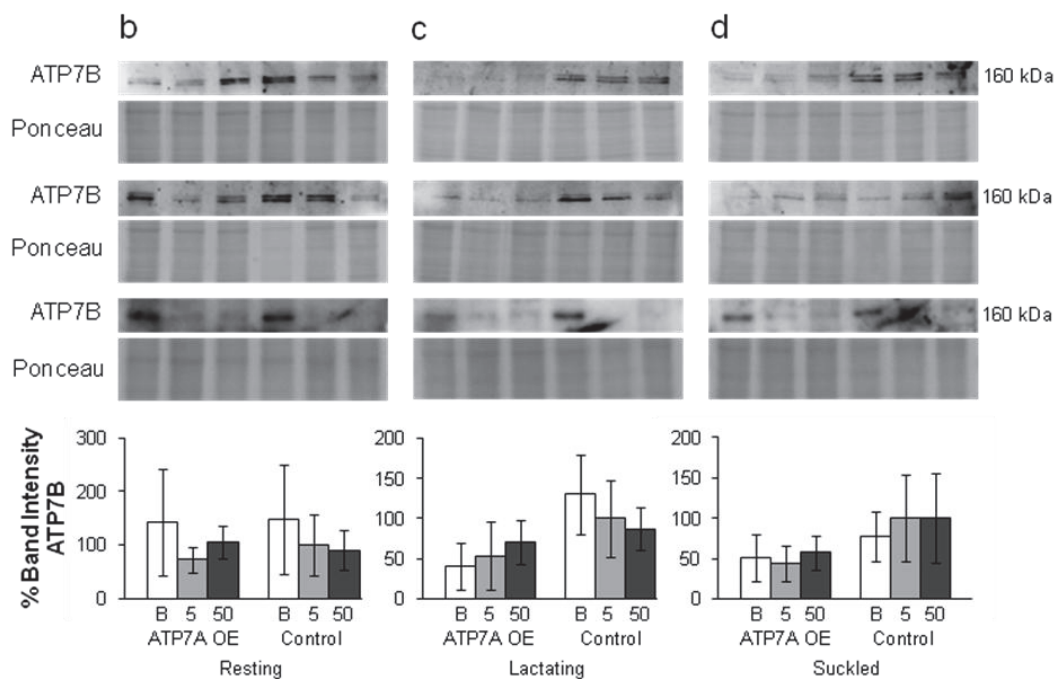 b c d
ATP7B 160 kDa
Ponceau
ATP7B 160 kDa
Ponceau
ATP7B 160 kDa
Ponceau
% Band Intensity
ATP7B
300 200 200
200 150 150
100 100 100
50 50
0 0 0
B 5 50 B 5 50 B 5 50 B 5 50 B 5 50 B 5 50
ATP7A OE Control ATP7A OE Control ATP7A OE Control
Resting Lactating Suckled